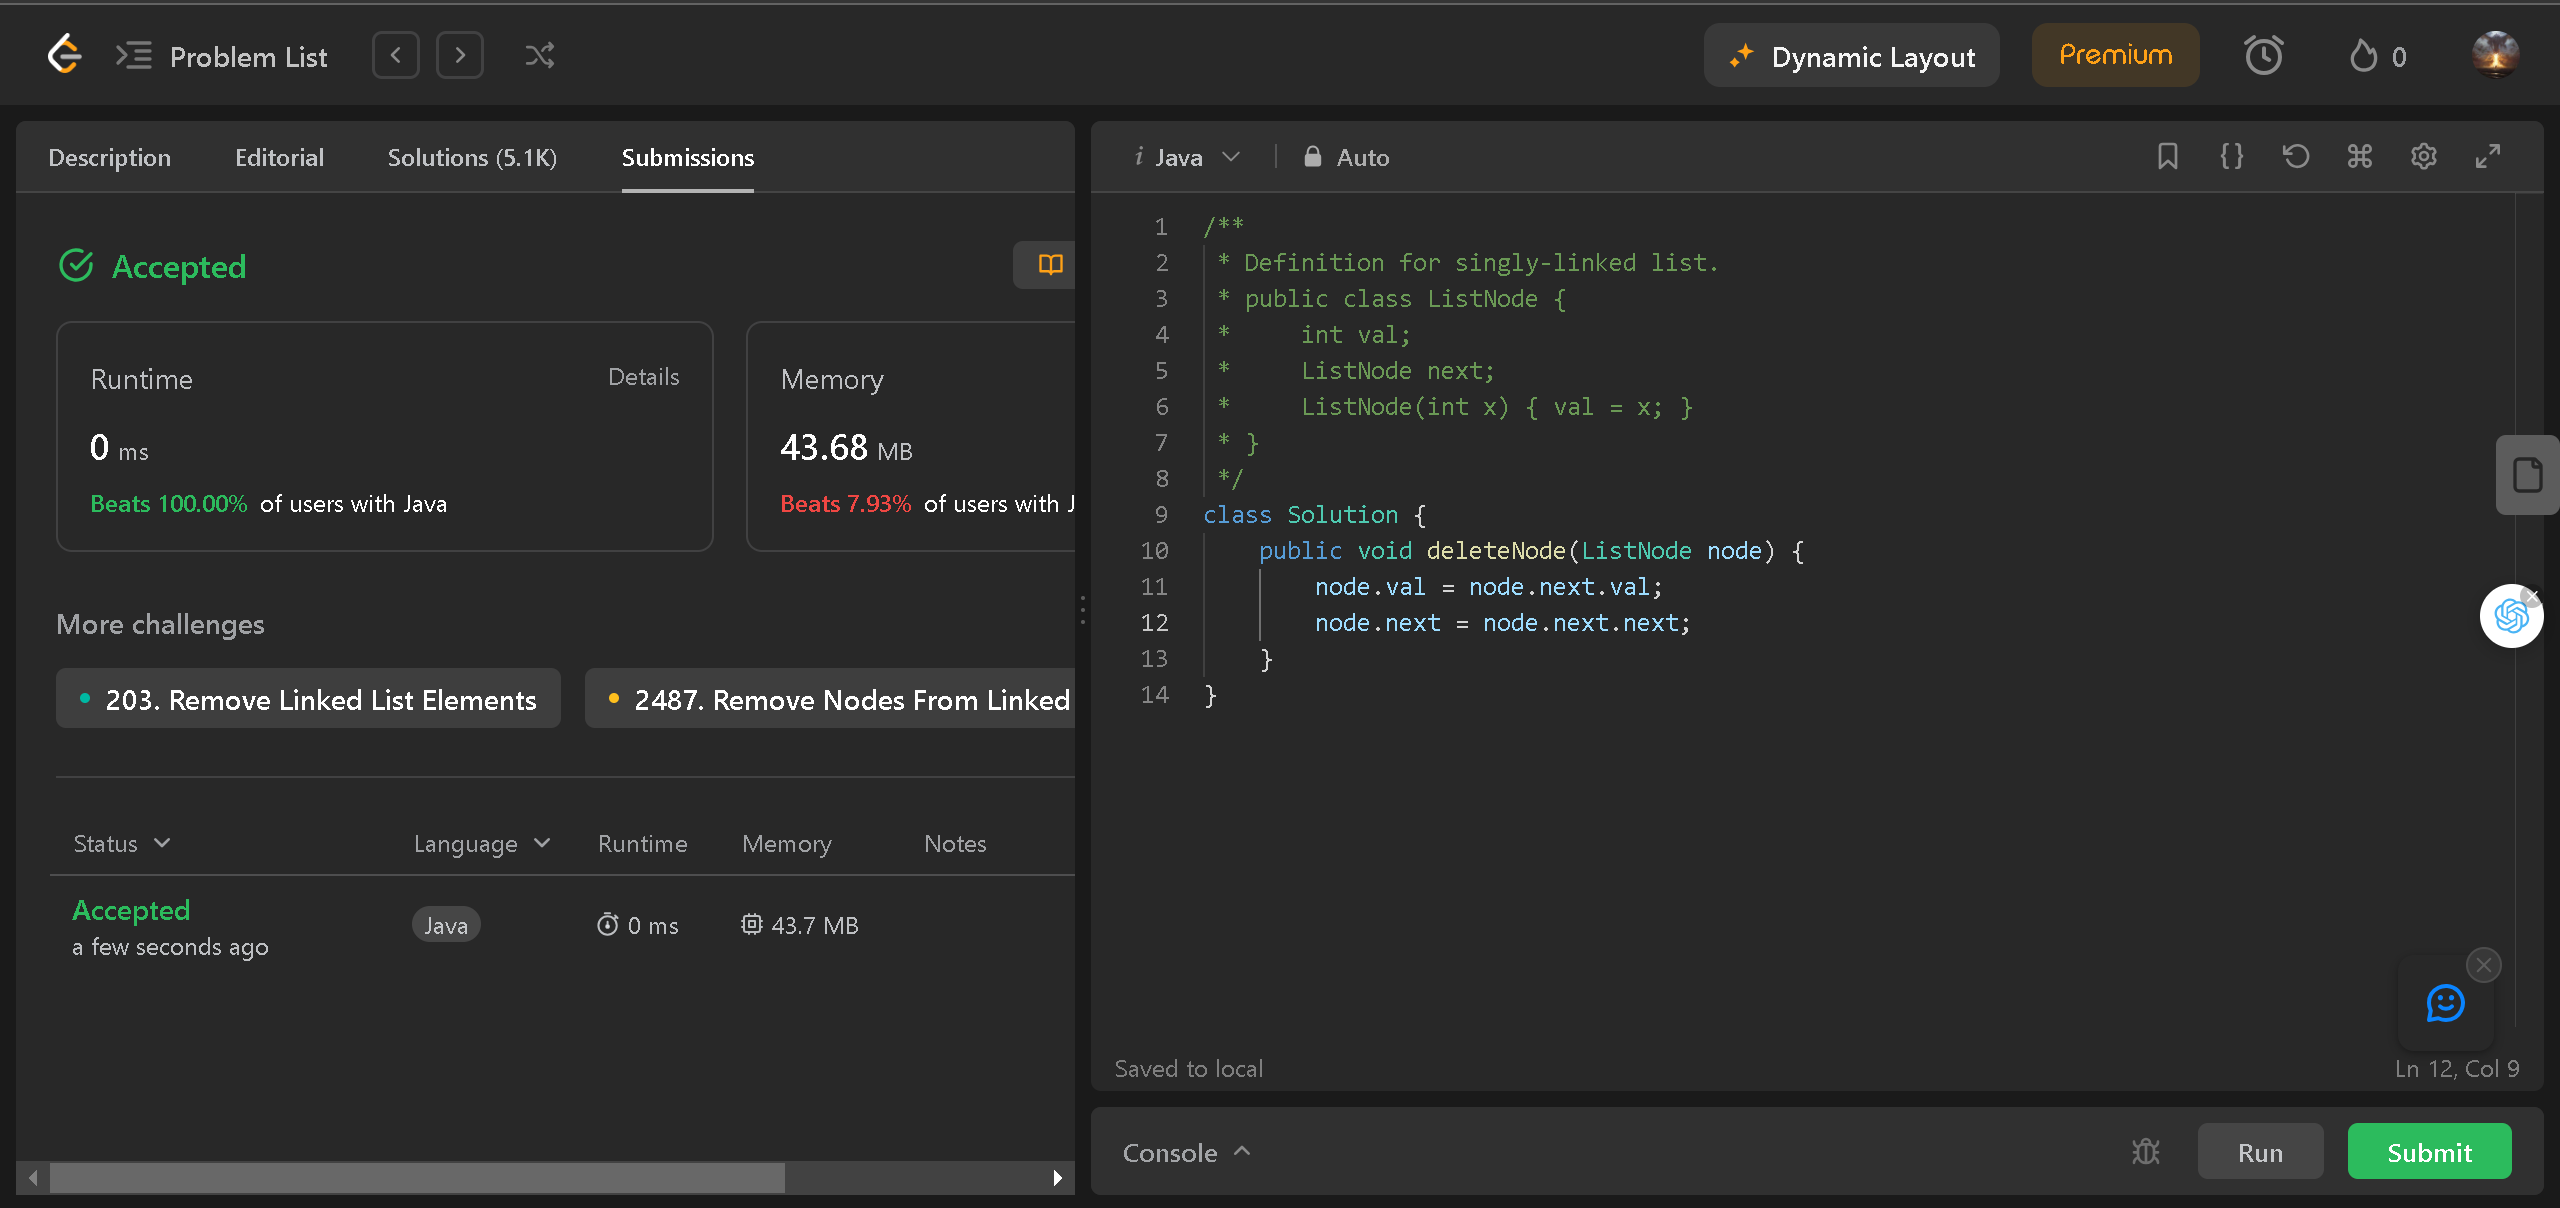 Problem List
Dynamic Layout
Premium
0
Description Editorial Solutions (5.1K) Submissions
Accepted
Runtime Details
0 ms
Beats 100.00% of users with Java
Memory
43.68 MB
Beats 7.93% of users with J
More challenges
203. Remove Linked List Elements
2487. Remove Nodes From Linked
Status Language Runtime Memory Notes
Accepted
a few seconds ago
Java 0 ms 43.7 MB
i Java Auto
1 /**
2 * Definition for singly-linked list.
3 * public class ListNode {
4 *     int val;
5 *     ListNode next;
6 *     ListNode(int x) { val = x; }
7 * }
8 */
9 class Solution {
10     public void deleteNode(ListNode node) {
11         node.val = node.next.val;
12         node.next = node.next.next;
13     }
14 }
Saved to local
Ln 12, Col 9
Console
Run
Submit